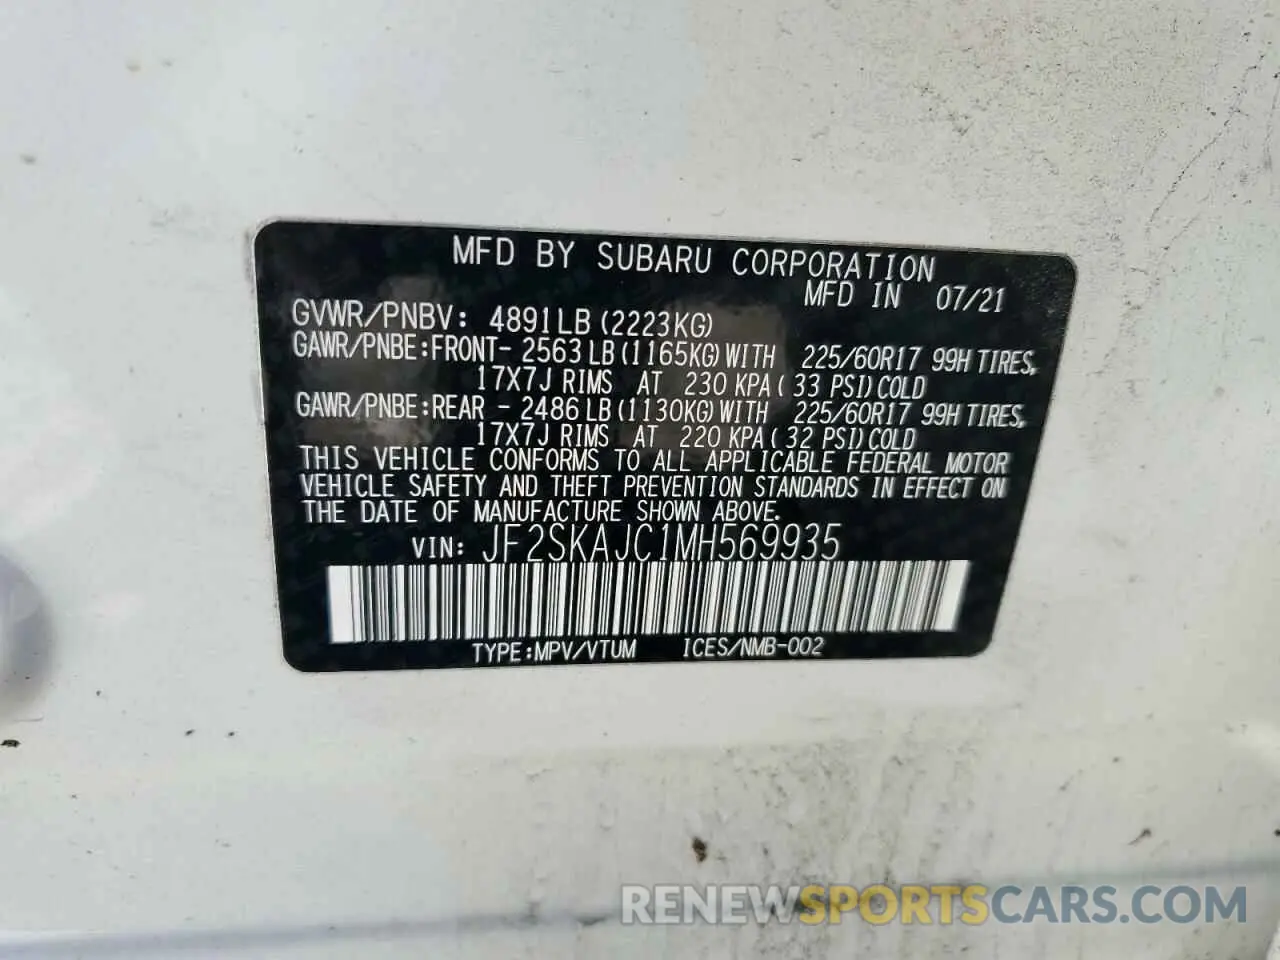 MFD BY SUBARU CORPORATION
MFD IN 07/21
GVWR/PNBV: 4891LB (2223KG)
GAWR/PNBE:FRONT- 2563LB(1165KG)WITH 225/60R17 99H TIRES,
17X7J RIMS AT 230 KPA( 33 PSI)COLD
GAWR/PNBE:REAR - 2486LB(1130KG)WITH 225/60R17 99H TIRES,
17X7J RIMS AT 220 KPA( 32 PSI)COLD
THIS VEHICLE CONFORMS TO ALL APPLICABLE FEDERAL MOTOR
VEHICLE SAFETY AND THEFT PREVENTION STANDARDS IN EFFECT ON
THE DATE OF MANUFACTURE SHOWN ABOVE.
VIN: JF2SKAJC1MH569935
TYPE:MPV/VTUM ICES/NMB-002
RENEWSPORTSCARS.COM